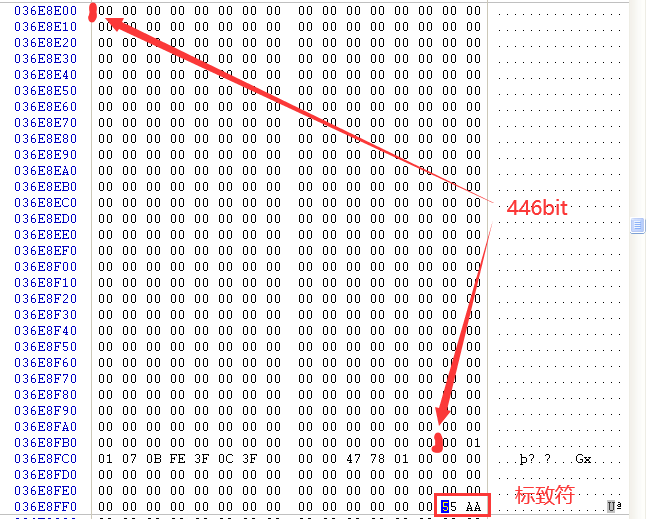 036E8E00 00 00 00 00 00 00 00 00 00 00 00 00 00 00 00 00 ................
036E8E10 00 00 00 00 00 00 00 00 00 00 00 00 00 00 00 00 ................
036E8E20 00 00 00 00 00 00 00 00 00 00 00 00 00 00 00 00 ................
036E8E30 00 00 00 00 00 00 00 00 00 00 00 00 00 00 00 00 ................
036E8E40 00 00 00 00 00 00 00 00 00 00 00 00 00 00 00 00 ................
036E8E50 00 00 00 00 00 00 00 00 00 00 00 00 00 00 00 00 ................
036E8E60 00 00 00 00 00 00 00 00 00 00 00 00 00 00 00 00 ................
036E8E70 00 00 00 00 00 00 00 00 00 00 00 00 00 00 00 00 ................
036E8E80 00 00 00 00 00 00 00 00 00 00 00 00 00 00 00 00 ................
036E8E90 00 00 00 00 00 00 00 00 00 00 00 00 00 00 00 00 ................
036E8EA0 00 00 00 00 00 00 00 00 00 00 00 00 00 00 00 00 ................
036E8EB0 00 00 00 00 00 00 00 00 00 00 00 00 00 00 00 00 ................
036E8EC0 00 00 00 00 00 00 00 00 00 00 00 00 00 00 00 00 ................
446bit
036E8ED0 00 00 00 00 00 00 00 00 00 00 00 00 00 00 00 00 ................
036E8EE0 00 00 00 00 00 00 00 00 00 00 00 00 00 00 00 00 ................
036E8EF0 00 00 00 00 00 00 00 00 00 00 00 00 00 00 00 00 ................
036E8F00 00 00 00 00 00 00 00 00 00 00 00 00 00 00 00 00 ................
036E8F10 00 00 00 00 00 00 00 00 00 00 00 00 00 00 00 00 ................
036E8F20 00 00 00 00 00 00 00 00 00 00 00 00 00 00 00 00 ................
036E8F30 00 00 00 00 00 00 00 00 00 00 00 00 00 00 00 00 ................
036E8F40 00 00 00 00 00 00 00 00 00 00 00 00 00 00 00 00 ................
036E8F50 00 00 00 00 00 00 00 00 00 00 00 00 00 00 00 00 ................
036E8F60 00 00 00 00 00 00 00 00 00 00 00 00 00 00 00 00 ................
036E8F70 00 00 00 00 00 00 00 00 00 00 00 00 00 00 00 00 ................
036E8F80 00 00 00 00 00 00 00 00 00 00 00 00 00 00 00 00 ................
036E8F90 00 00 00 00 00 00 00 00 00 00 00 00 00 00 00 00 ................
036E8FA0 00 00 00 00 00 00 00 00 00 00 00 00 00 00 00 00 ................
036E8FB0 00 00 00 00 00 00 00 00 00 00 00 00 00 00 00 01 ................
036E8FC0 01 07 0B FE 3F 0C 3F 00 00 00 47 78 01 00 00 00 ...þ?.?...Gx....
036E8FD0 00 00 00 00 00 00 00 00 00 00 00 00 00 00 00 00 ................
036E8FE0 00 00 00 00 00 00 00 00 00 00 00 00 00 00 00 00 ................
标致符
036E8FF0 00 00 00 00 00 00 00 00 00 00 00 00 00 00 55 AA ..............Uª